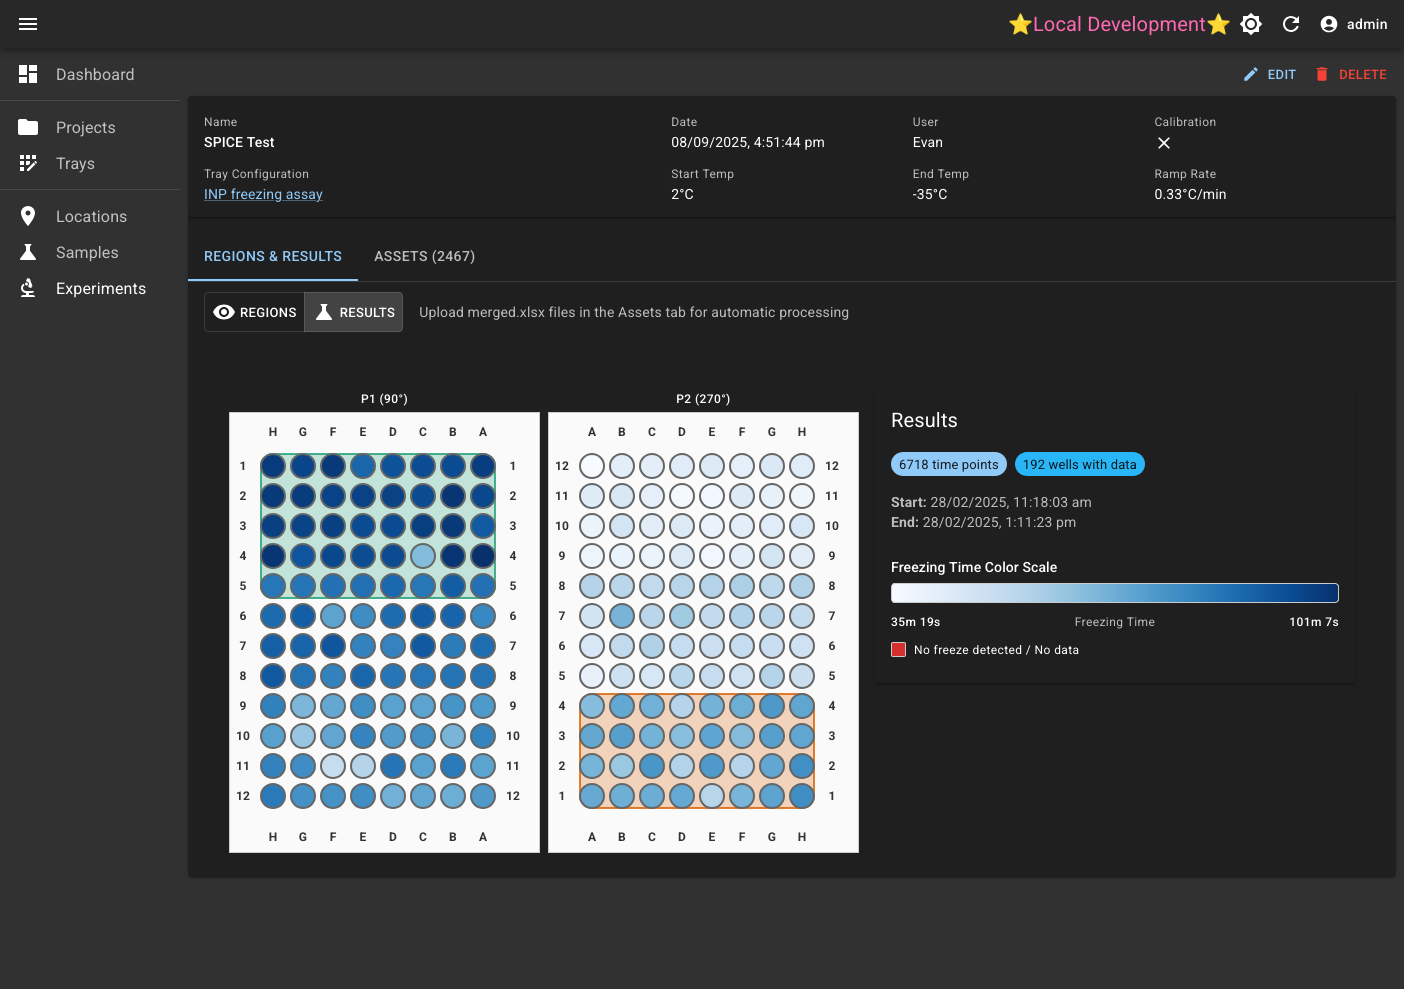 ⭐Local Development⭐ admin
Dashboard
EDIT DELETE
Projects
Trays
Locations
Samples
Experiments
Name Date User Calibration
SPICE Test 08/09/2025, 4:51:44 pm Evan
Tray Configuration Start Temp End Temp Ramp Rate
INP freezing assay 2°C -35°C 0.33°C/min
REGIONS & RESULTS ASSETS (2467)
REGIONS RESULTS Upload merged.xlsx files in the Assets tab for automatic processing
P1 (90°)
H G F E D C B A
1 1
2 2
3 3
4 4
5 5
6 6
7 7
8 8
9 9
10 10
11 11
12 12
H G F E D C B A
P2 (270°)
A B C D E F G H
12 12
11 11
10 10
9 9
8 8
7 7
6 6
5 5
4 4
3 3
2 2
1 1
A B C D E F G H
Results
6718 time points 192 wells with data
Start: 28/02/2025, 11:18:03 am
End: 28/02/2025, 1:11:23 pm
Freezing Time Color Scale
35m 19s Freezing Time 101m 7s
No freeze detected / No data